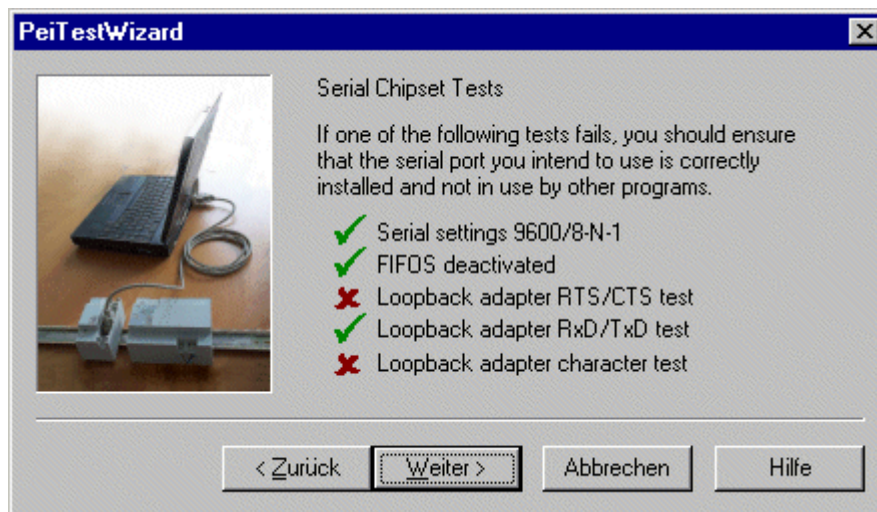 PeiTestWizard
Serial Chipset Tests
If one of the following tests fails, you should ensure
that the serial port you intend to use is correctly
installed and not in use by other programs.
Serial settings 9600/8-N-1
FIFOS deactivated
Loopback adapter RTS/CTS test
Loopback adapter RxD/TxD test
Loopback adapter character test
< Zurück
Weiter >
Abbrechen
Hilfe